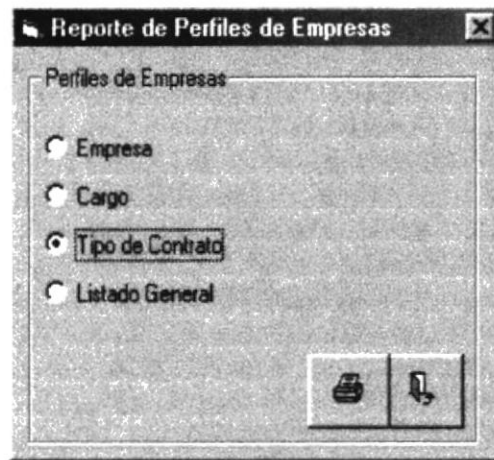 Reporte de Perfiles de Empresas
Perfiles de Empresas
Empresa
Cargo
Tipo de Contrato
Listado General